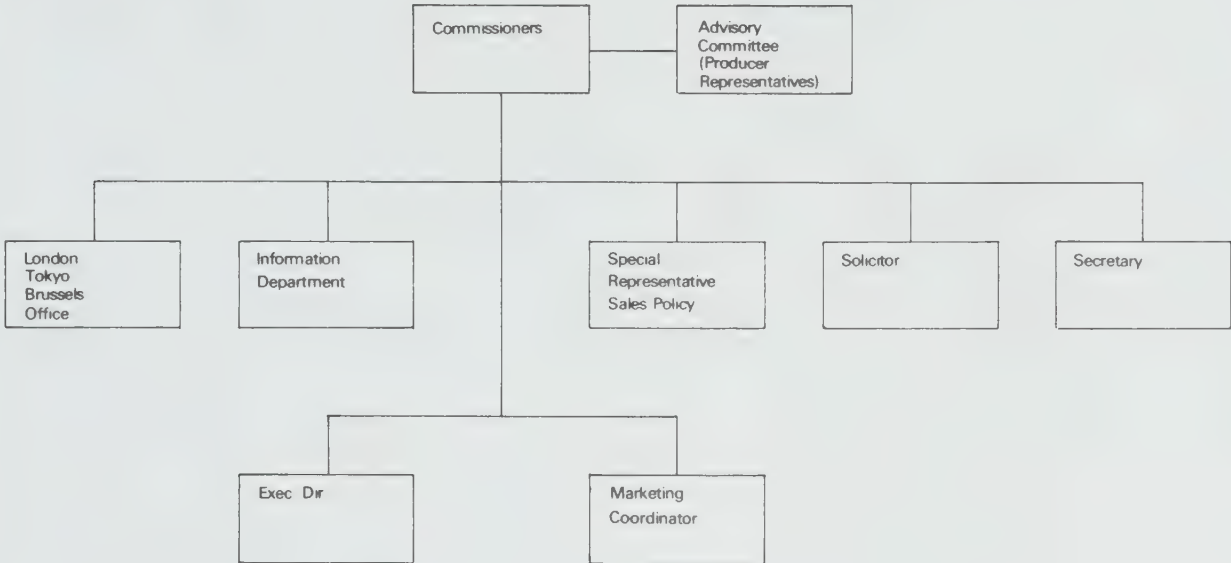 Commissioners
Advisory
Committee
(Producer
Representatives)
London
Tokyo
Brussels
Office
Information
Department
Special
Representative
Sales Policy
Solicitor
Secretary
Exec Dir
Marketing
Coordinator